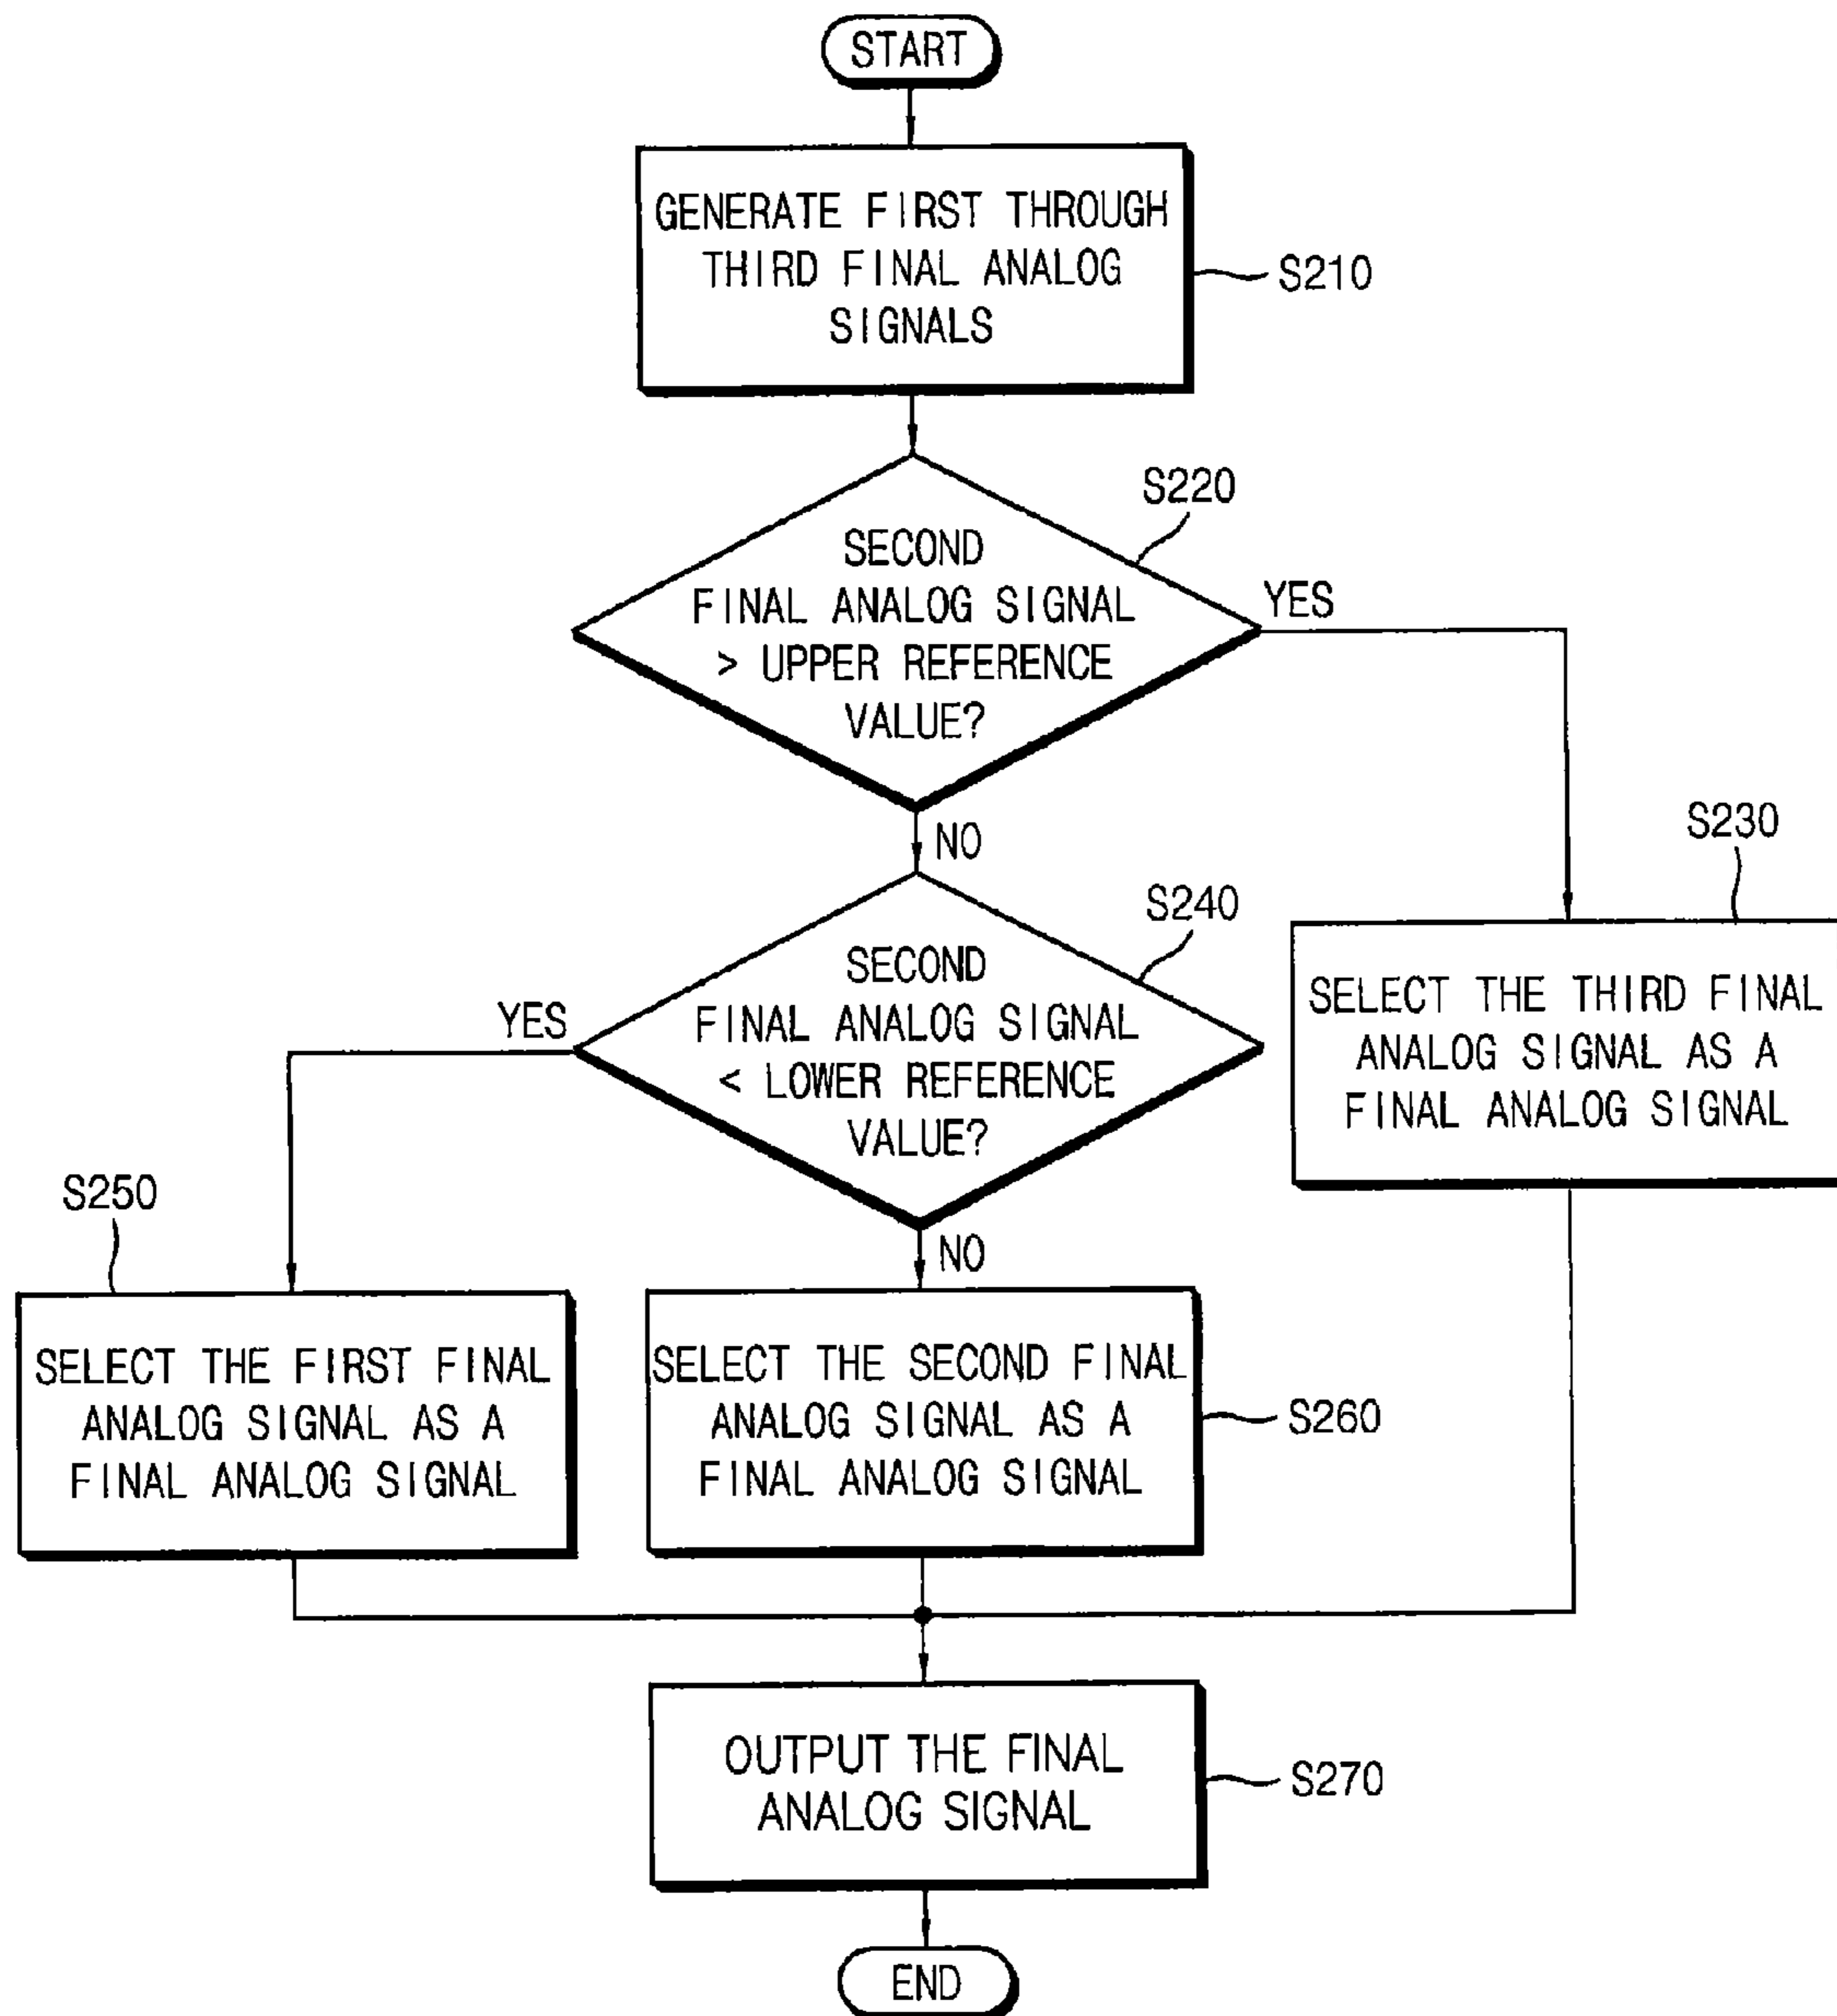 START
GENERATE FIRST THROUGH
THIRD FINAL ANALOG
SIGNALS
S210
S220
SECOND
FINAL ANALOG SIGNAL
> UPPER REFERENCE
VALUE?
YES
NO
S230
SELECT THE THIRD FINAL
ANALOG SIGNAL AS A
FINAL ANALOG SIGNAL
S240
SECOND
FINAL ANALOG SIGNAL
< LOWER REFERENCE
VALUE?
YES
NO
S250
SELECT THE FIRST FINAL
ANALOG SIGNAL AS A
FINAL ANALOG SIGNAL
SELECT THE SECOND FINAL
ANALOG SIGNAL AS A
FINAL ANALOG SIGNAL
S260
OUTPUT THE FINAL
ANALOG SIGNAL
S270
END